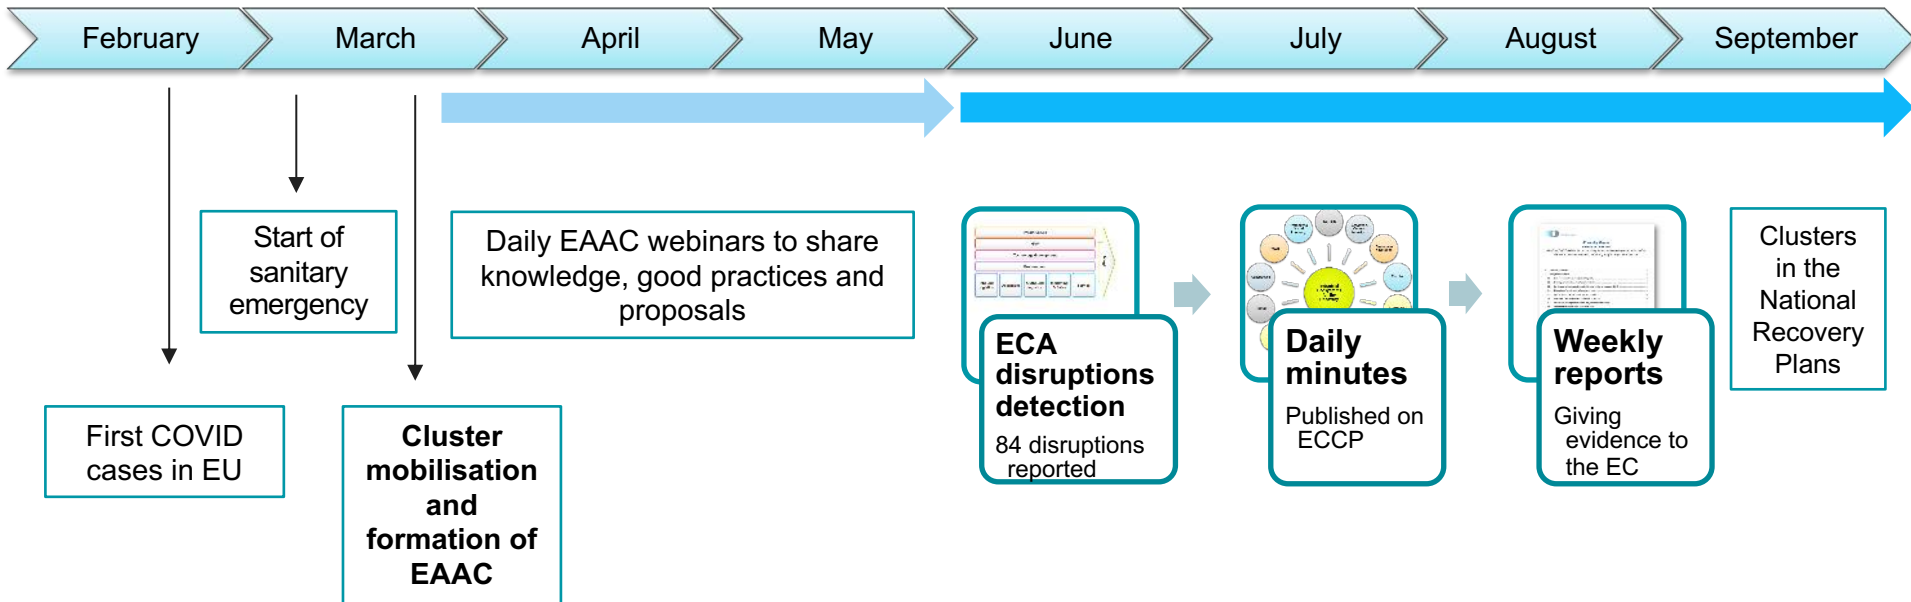 February
March
April
May
June
July
August
September
Start of
sanitary
emergency
Daily EAAC webinars to share
knowledge, good practices and
proposals
Clusters
in the
National
Recovery
Plans
First COVID
cases in EU
Cluster
mobilisation
and
formation of
EAAC
ECA
disruptions
detection
84 disruptions
reported
Daily
minutes
Published on
ECCP
Weekly
reports
Giving
evidence to
the EC